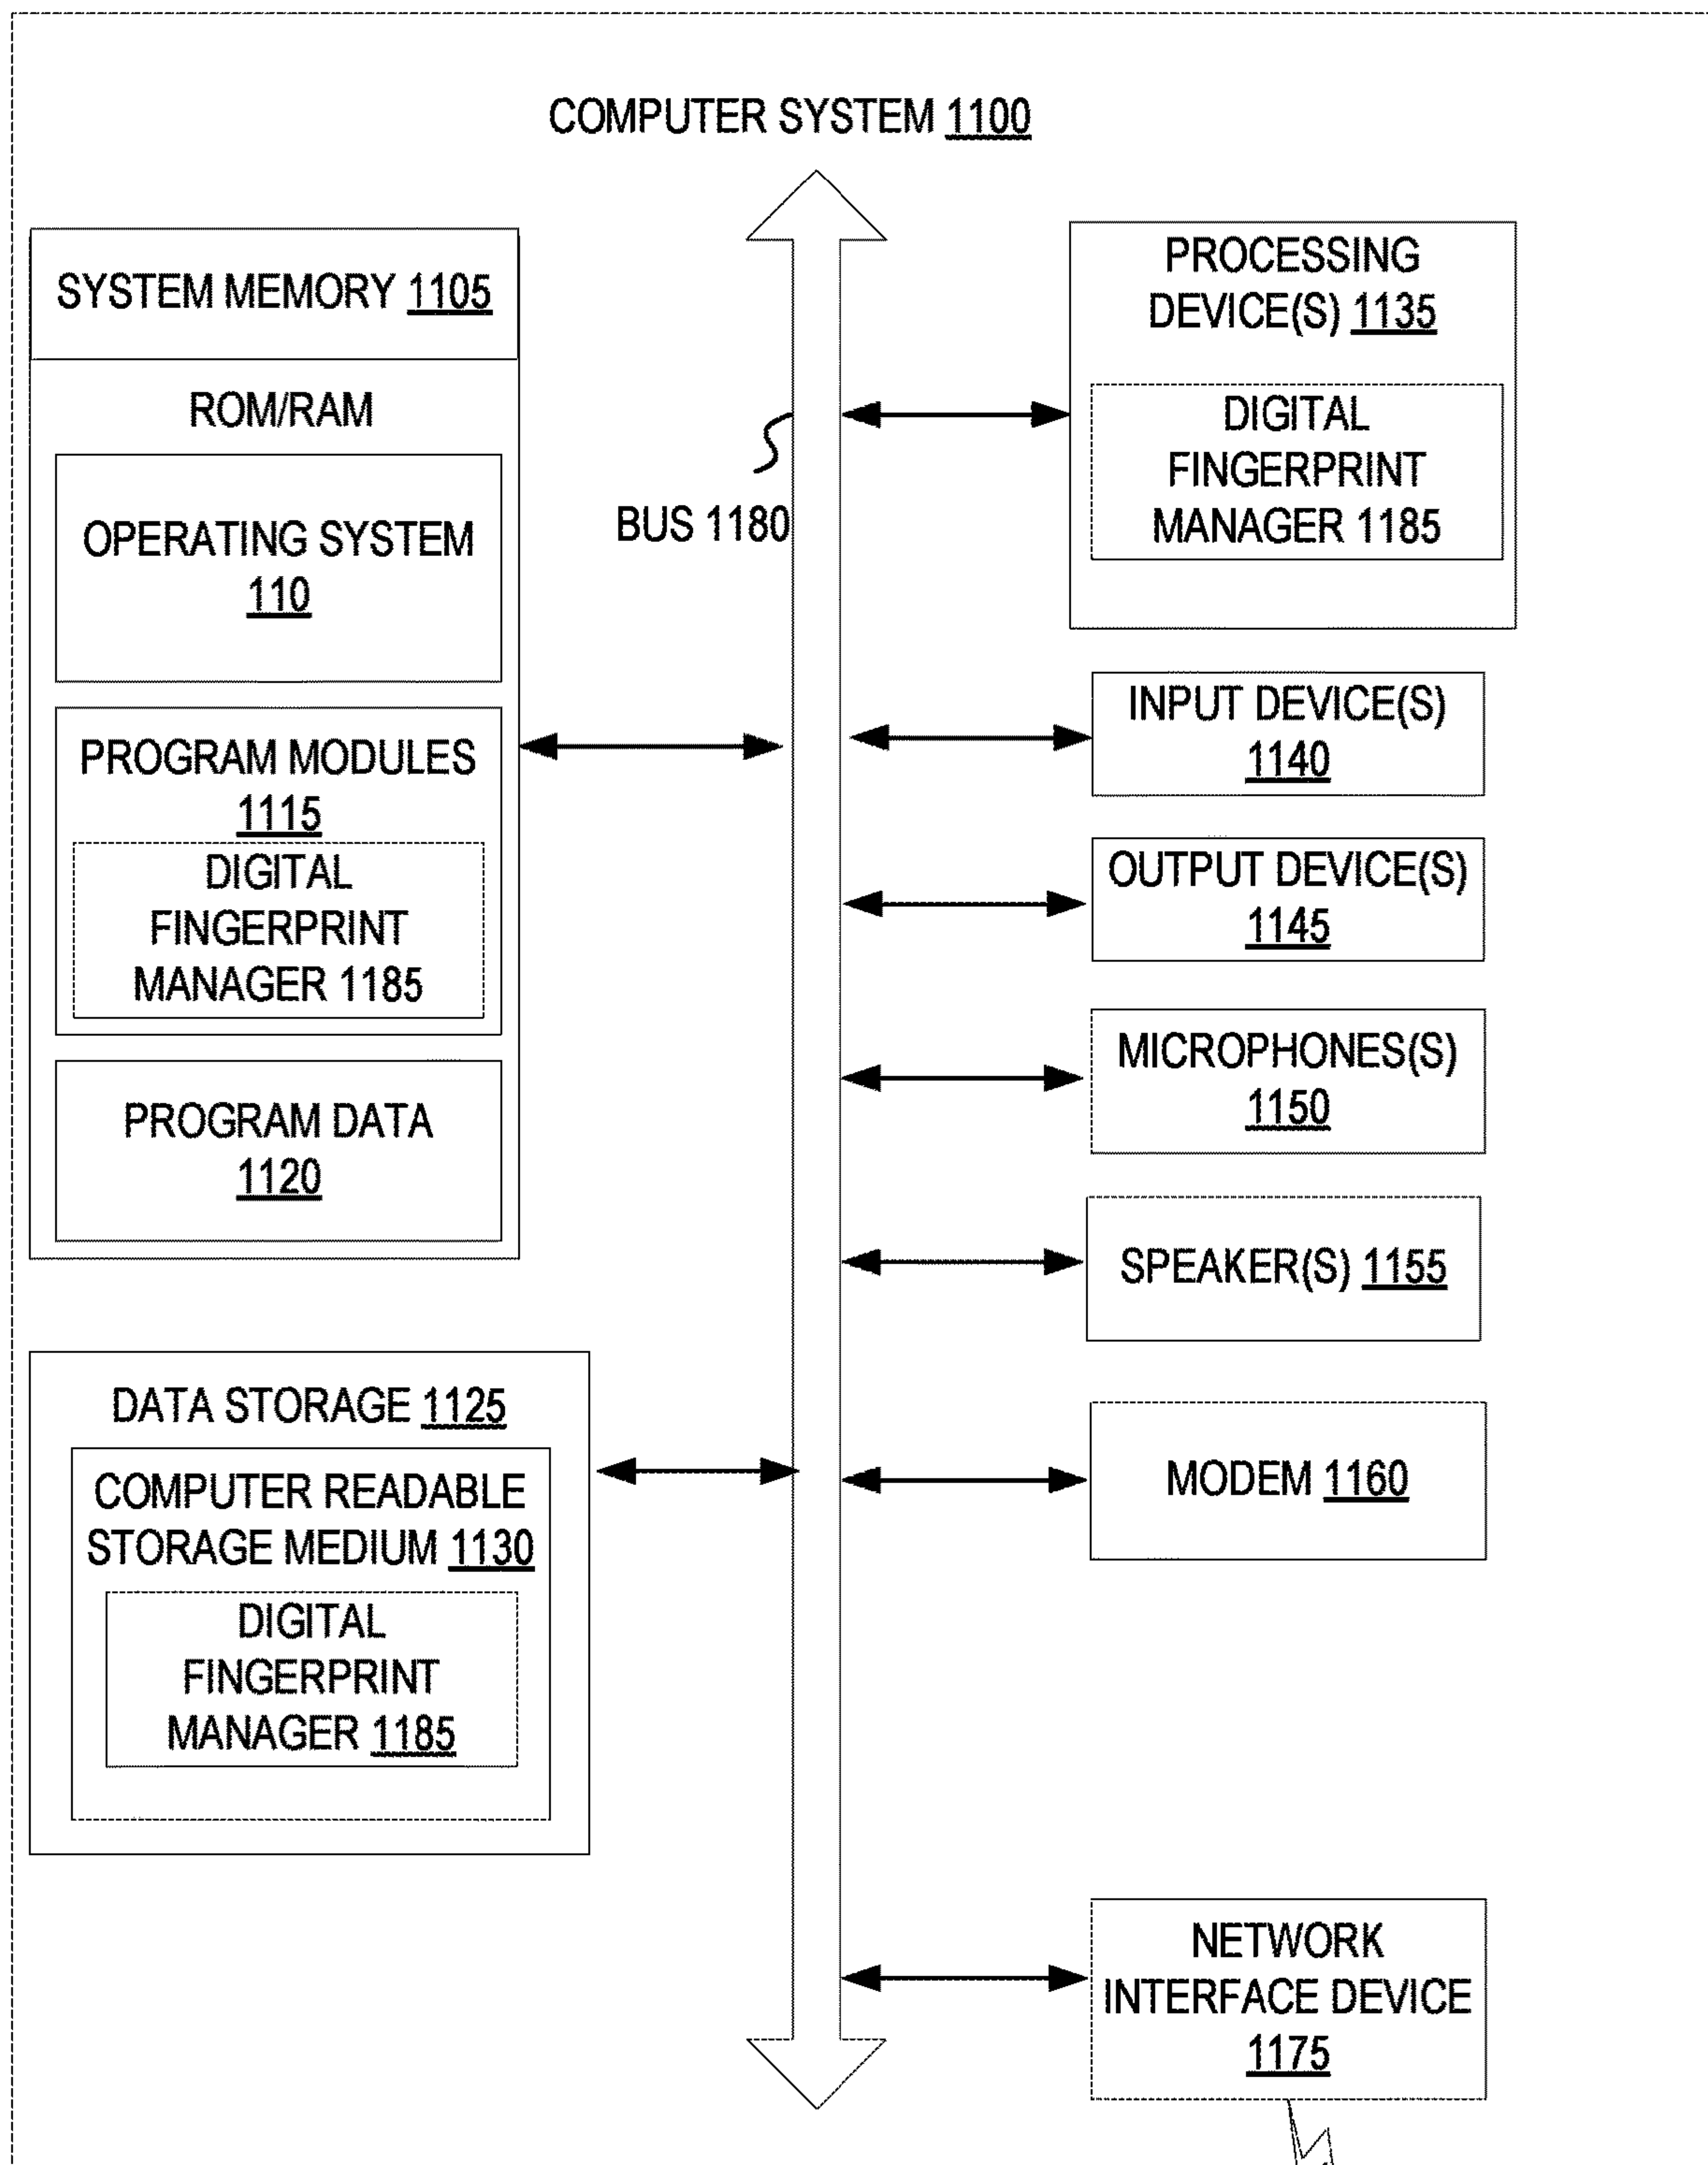 COMPUTER SYSTEM 1100
SYSTEM MEMORY 1105
ROM/RAM
OPERATING SYSTEM
110
PROGRAM MODULES
1115
DIGITAL
FINGERPRINT
MANAGER 1185
PROGRAM DATA
1120
DATA STORAGE 1125
COMPUTER READABLE
STORAGE MEDIUM 1130
DIGITAL
FINGERPRINT
MANAGER 1185
BUS 1180
PROCESSING
DEVICE(S) 1135
DIGITAL
FINGERPRINT
MANAGER 1185
INPUT DEVICE(S)
1140
OUTPUT DEVICE(S)
1145
MICROPHONES(S)
1150
SPEAKER(S) 1155
MODEM 1160
NETWORK
INTERFACE DEVICE
1175